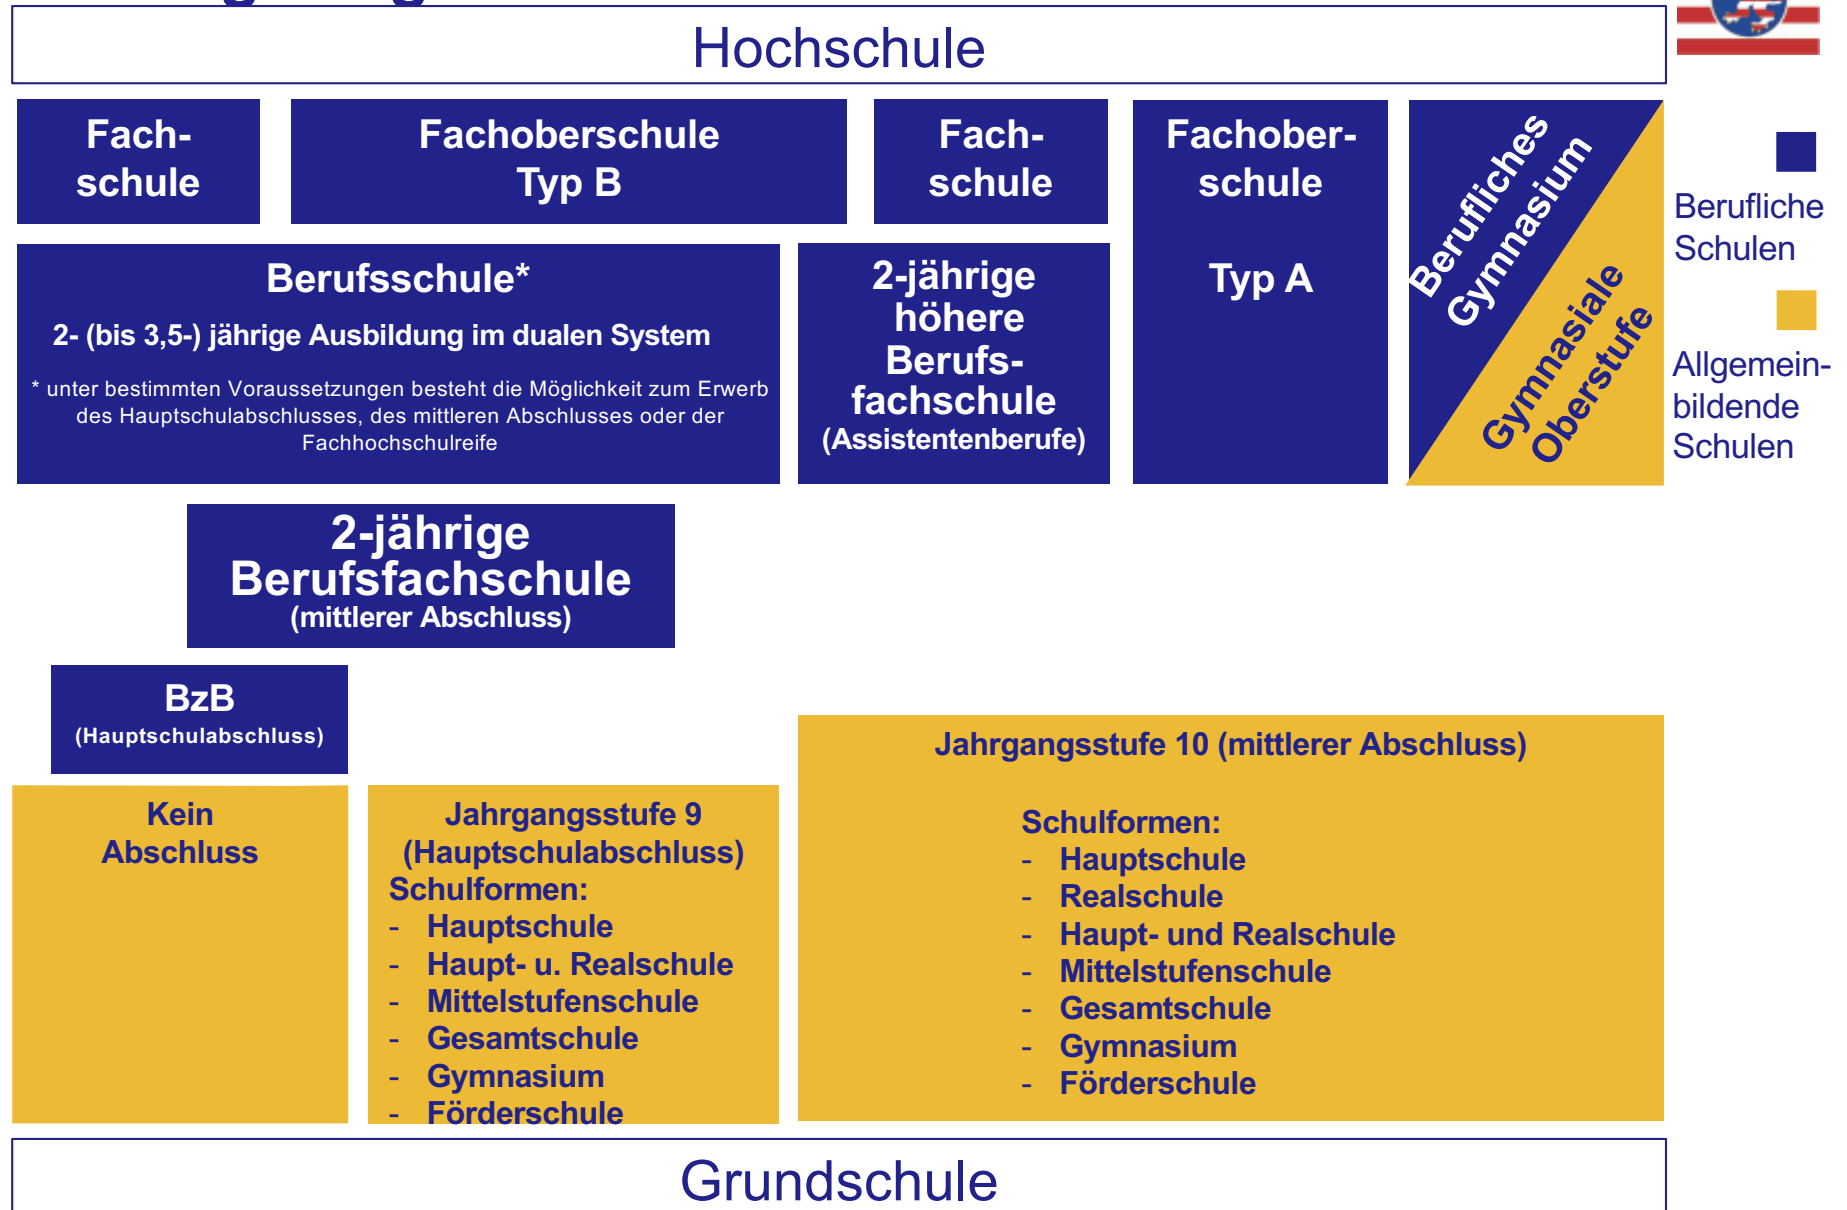 Hochschule
Fach-
schule
Fachoberschule
Typ B
Fach-
schule
Fachober-
schule
Typ A
Berufliches
Gymnasium
Gymnasiale
Oberstufe
Berufliche
Schulen
Allgemein-
bildende
Schulen
Berufsschule*
2- (bis 3,5-) jährige Ausbildung im dualen System
* unter bestimmten Voraussetzungen besteht die Möglichkeit zum Erwerb
des Hauptschulabschlusses, des mittleren Abschlusses oder der
Fachhochschulreife
2-jährige
höhere
Berufs-
fachschule
(Assistentenberufe)
2-jährige
Berufsfachschule
(mittlerer Abschluss)
BzB
(Hauptschulabschluss)
Kein
Abschluss
Jahrgangsstufe 9
(Hauptschulabschluss)
Schulformen:
- Hauptschule
- Haupt- u. Realschule
- Mittelstufenschule
- Gesamtschule
- Gymnasium
- Förderschule
Jahrgangsstufe 10 (mittlerer Abschluss)
Schulformen:
- Hauptschule
- Realschule
- Haupt- und Realschule
- Mittelstufenschule
- Gesamtschule
- Gymnasium
- Förderschule
Grundschule